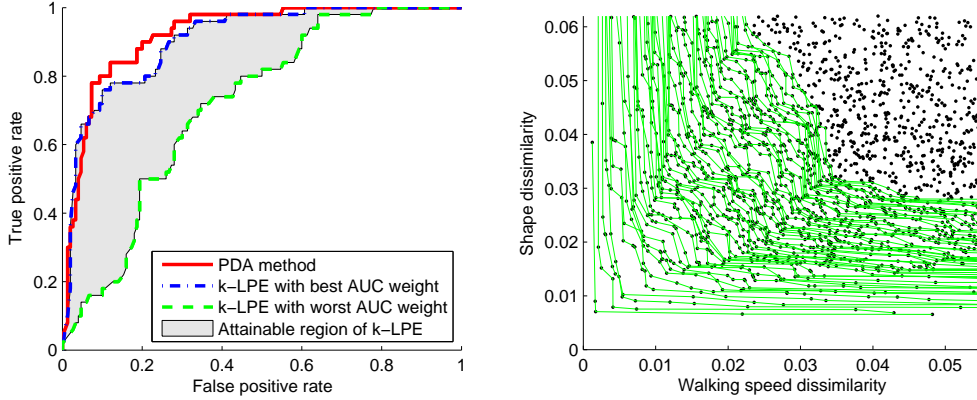 1
0.8
0.6
0.4
0.2
0
True positive rate
0 0.2 0.4 0.6 0.8 1
False positive rate
PDA method
k−LPE with best AUC weight
k−LPE with worst AUC weight
Attainable region of k−LPE
0.06
0.05
0.04
0.03
0.02
0.01
0
Shape dissimilarity
0 0.01 0.02 0.03 0.04 0.05
Walking speed dissimilarity